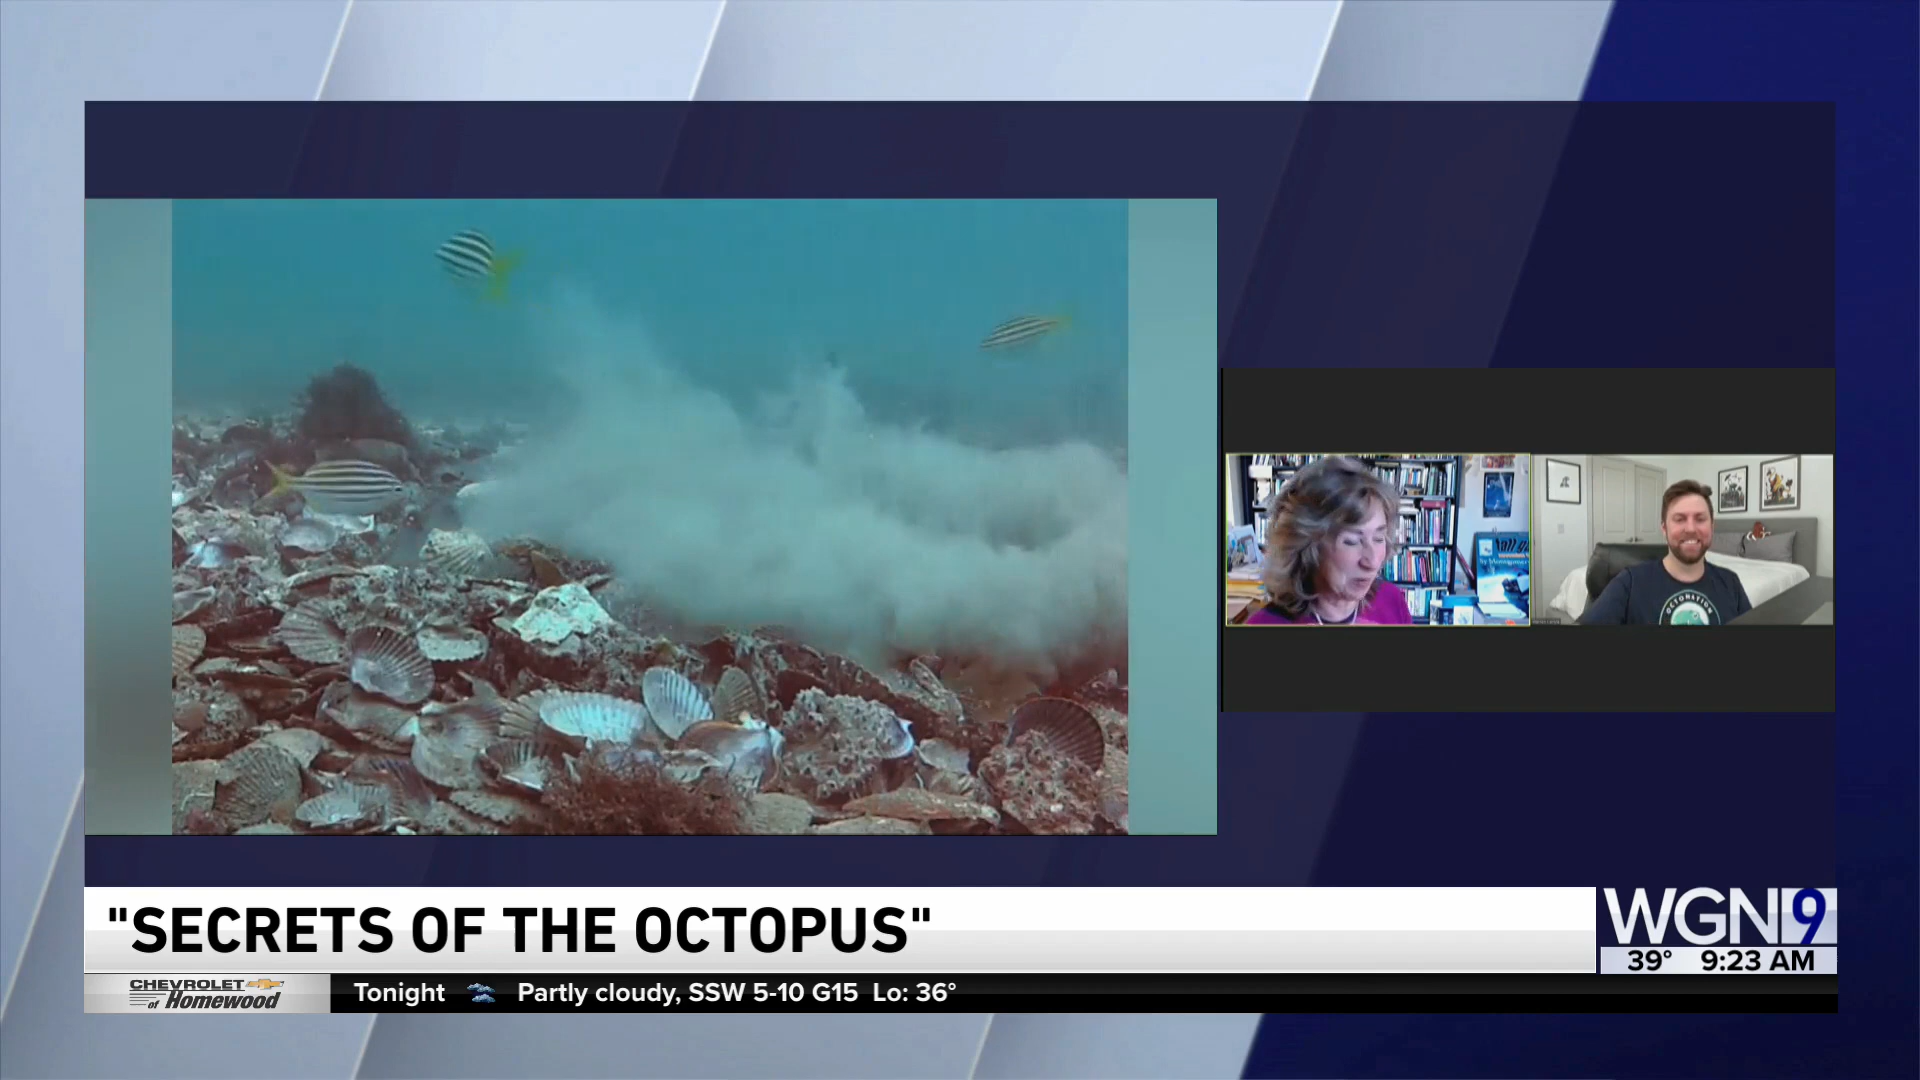 OCTONATION
"SECRETS OF THE OCTOPUS"
WGN9
39° 9:23 AM
CHEVROLET
of Homewood
Tonight Partly cloudy, SSW 5-10 G15 Lo: 36°